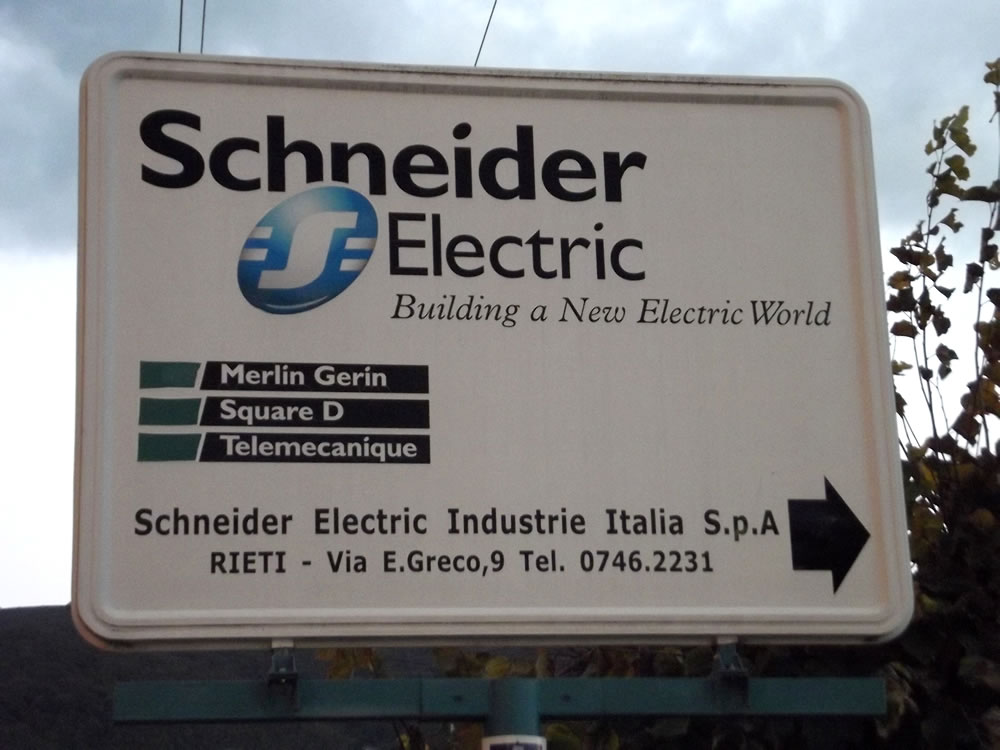 Schneider
Electric
Building a New Electric World
Merlin Gerin
Square D
Telemecanique
Schneider Electric Industrie Italia S.p.A
RIETI - Via E.Greco,9 Tel. 0746.2231